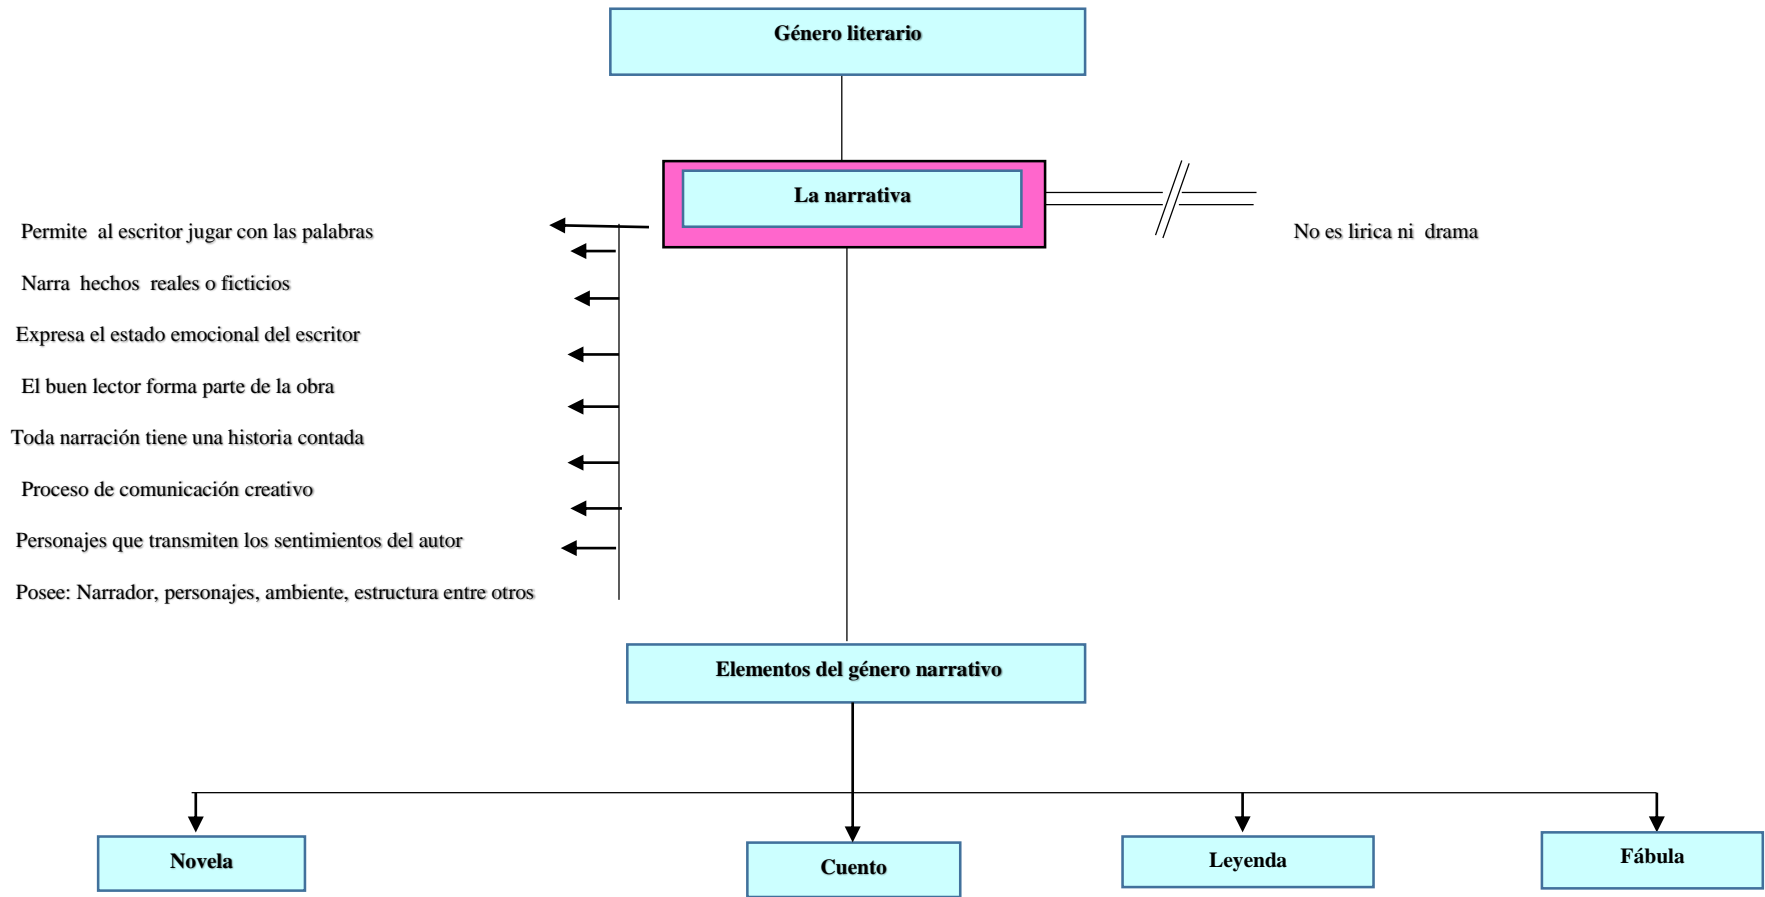 Género literario
La narrativa
Permite al escritor jugar con las palabras
No es lirica ni drama
Narra hechos reales o ficticios
Expresa el estado emocional del escritor
El buen lector forma parte de la obra
Toda narración tiene una historia contada
Proceso de comunicación creativo
Personajes que transmiten los sentimientos del autor
Posee: Narrador, personajes, ambiente, estructura entre otros
Elementos del género narrativo
Novela
Cuento
Leyenda
Fábula